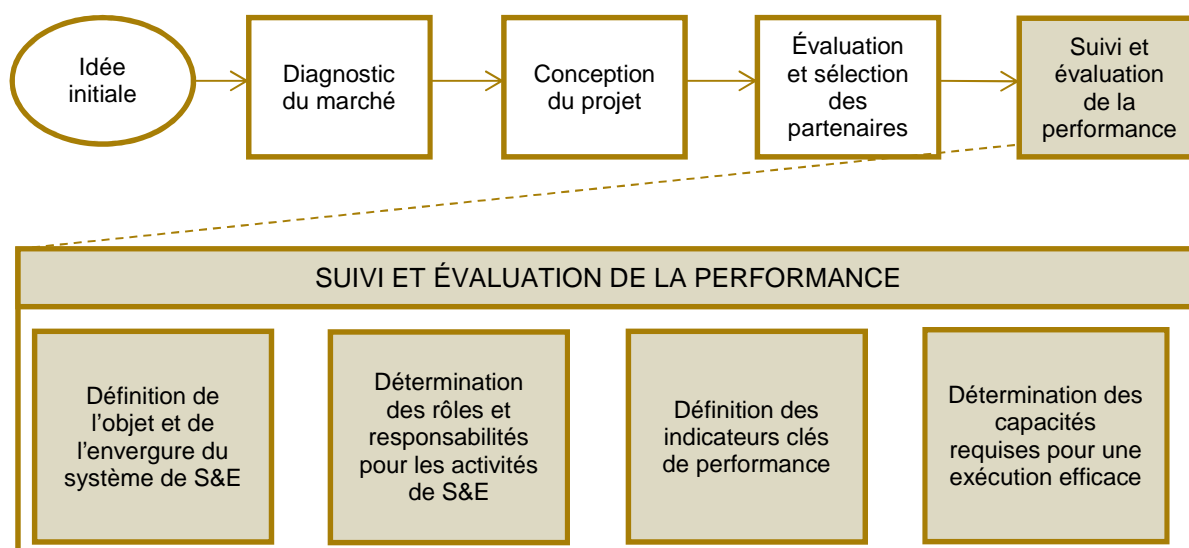 Idée
initiale
Diagnostic
du marché
Conception
du projet
Évaluation
et sélection
des
partenaires
Suivi et
évaluation
de la
performance
SUIVI ET ÉVALUATION DE LA PERFORMANCE
Définition de
l'objet et de
l'envergure du
système de S&E
Détermination
des rôles et
responsabilités
pour les activités
de S&E
Définition des
indicateurs clés
de performance
Détermination des
capacités
requises pour une
exécution efficace